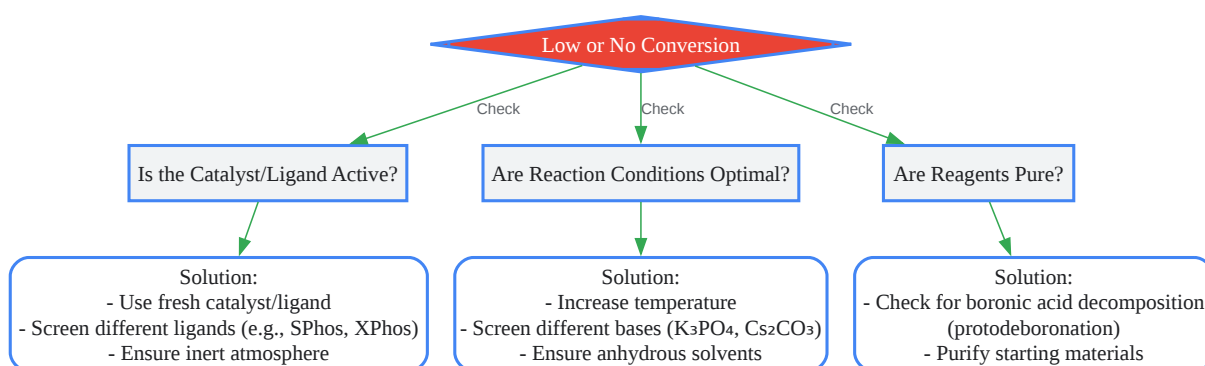 Low or No Conversion
Check
Check
Check
Is the Catalyst/Ligand Active?
Are Reaction Conditions Optimal?
Are Reagents Pure?
Solution:
- Use fresh catalyst/ligand
- Screen different ligands (e.g., SPhos, XPhos)
- Ensure inert atmosphere
Solution:
- Increase temperature
- Screen different bases (K₃PO₄, Cs₂CO₃)
- Ensure anhydrous solvents
Solution:
- Check for boronic acid decomposition
(protodeboronation)
- Purify starting materials